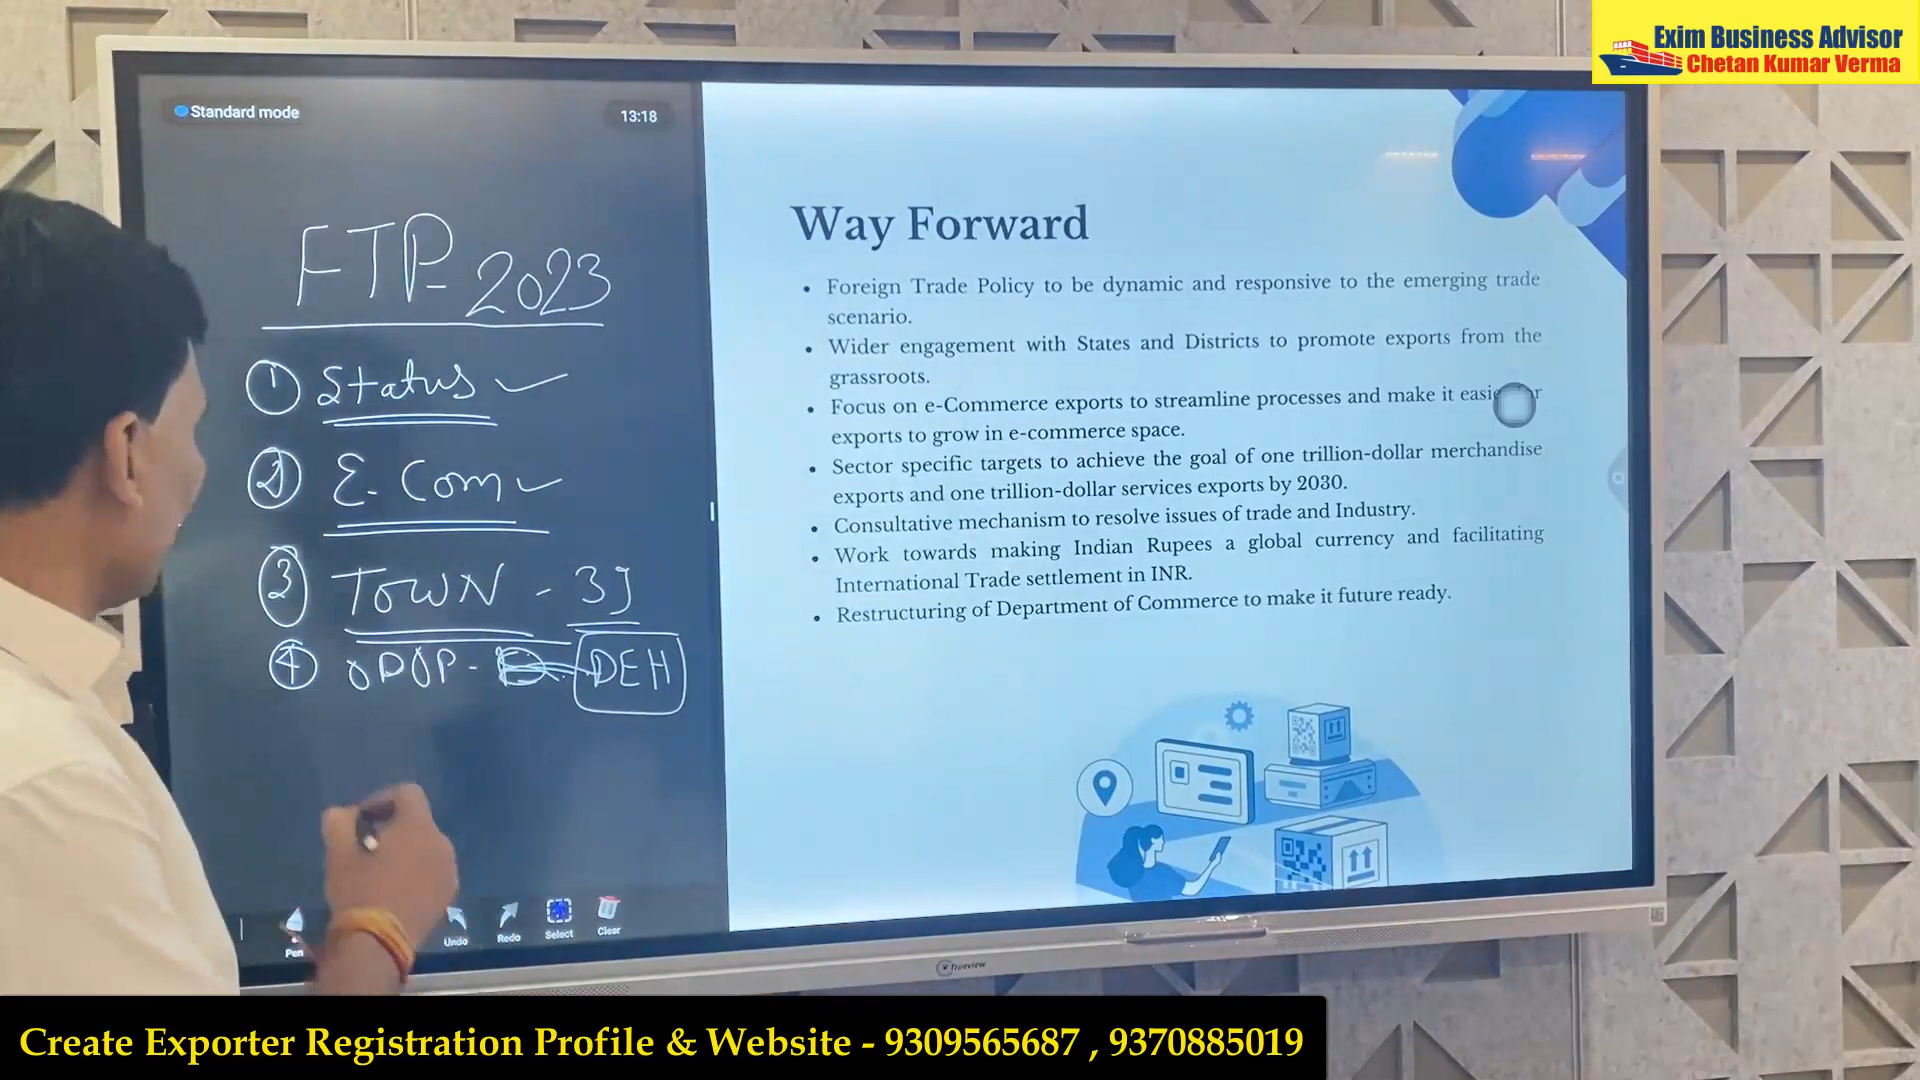 Exim Business Advisor
Chetan Kumar Verma
Standard mode
13:18
FTP-2023
① Status
② E-Com
③ TOWN - 39
④ ODOP - DEH
Pen
Undo
Redo
Select
Clear
Way Forward
• Foreign Trade Policy to be dynamic and responsive to the emerging trade
scenario.
• Wider engagement with States and Districts to promote exports from the
grassroots.
• Focus on e-Commerce exports to streamline processes and make it
exports to grow in e-commerce space.
• Sector specific targets to achieve the goal of one trillion-dollar merchandise
exports and one trillion-dollar services exports by 2030.
• Consultative mechanism to resolve issues of trade and Industry.
• Work towards making Indian Rupees a global currency and facilitating
International Trade settlement in INR.
• Restructuring of Department of Commerce to make it future ready.
Trueview
Create Exporter Registration Profile & Website - 9309565687 , 9370885019